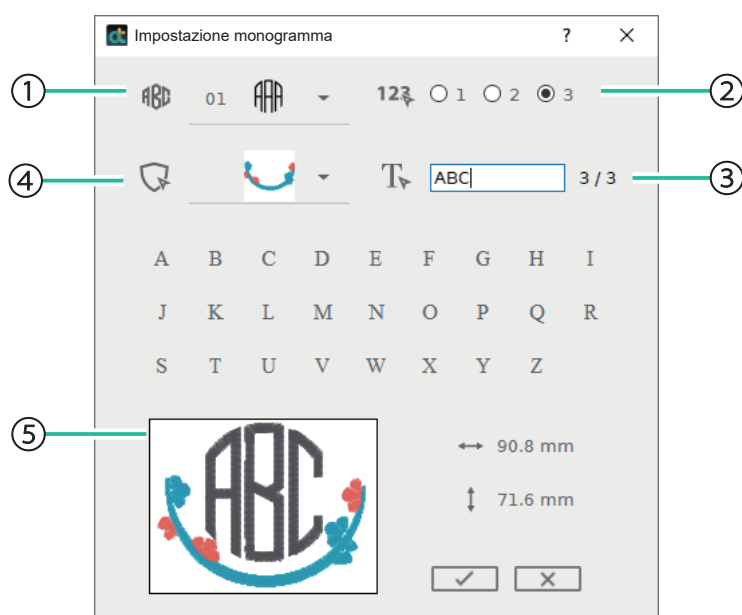 Impostazione monogramma ? ×
① ABC 01 AAA 123 1 2 3 ②
④ T ABC 3 / 3 ③
A B C D E F G H I
J K L M N O P Q R
S T U V W X Y Z
⑤ ABC
↔ 90.8 mm
↕ 71.6 mm